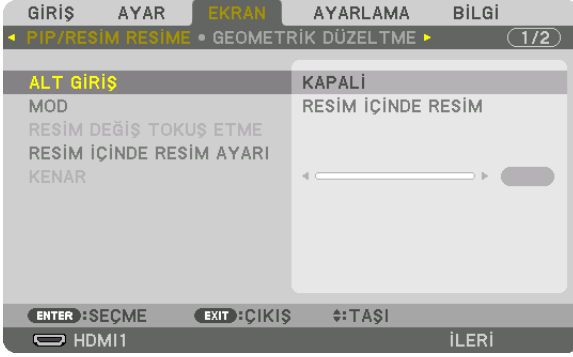 GİRİŞ AYAR EKRAN AYARLAMA BİLGİ
PIP/RESİM RESİME • GEOMETRİK DÜZELTME 1/2
ALT GİRİŞ KAPALI
MOD RESİM İÇİNDE RESİM
RESİM DEĞİŞ TOKUŞ ETME
RESİM İÇİNDE RESİM AYARI
KENAR
ENTER :SEÇME EXIT :ÇIKIŞ :TAŞI
HDMI1 İLERİ